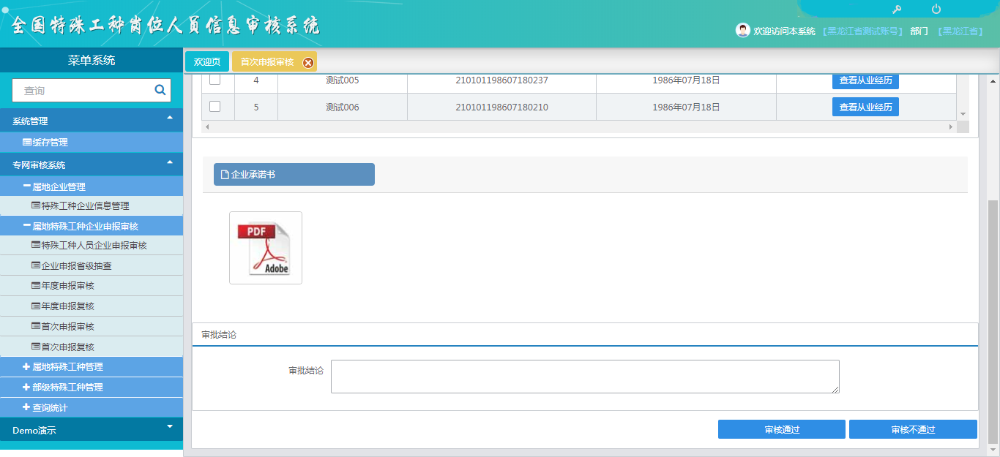 全国特殊工种岗位人员信息审核系统
欢迎访问本系统 【黑龙江省测试账号】 部门 【黑龙江省】
菜单系统
欢迎页 首次申报审核
查询
系统管理
缓存管理
专网审核系统
属地企业管理
特殊工种企业信息管理
属地特殊工种企业申报审核
特殊工种人员企业申报审核
企业申报省级抽查
年度申报审核
年度申报复核
首次申报审核
首次申报复核
属地特殊工种管理
部级特殊工种管理
查询统计
Demo演示
4 测试005 210101198607180237 1986年07月18日 查看从业经历
5 测试006 210101198607180210 1986年07月18日 查看从业经历
企业承诺书
PDF
Adobe
审批结论
审批结论
审核通过 审核不通过